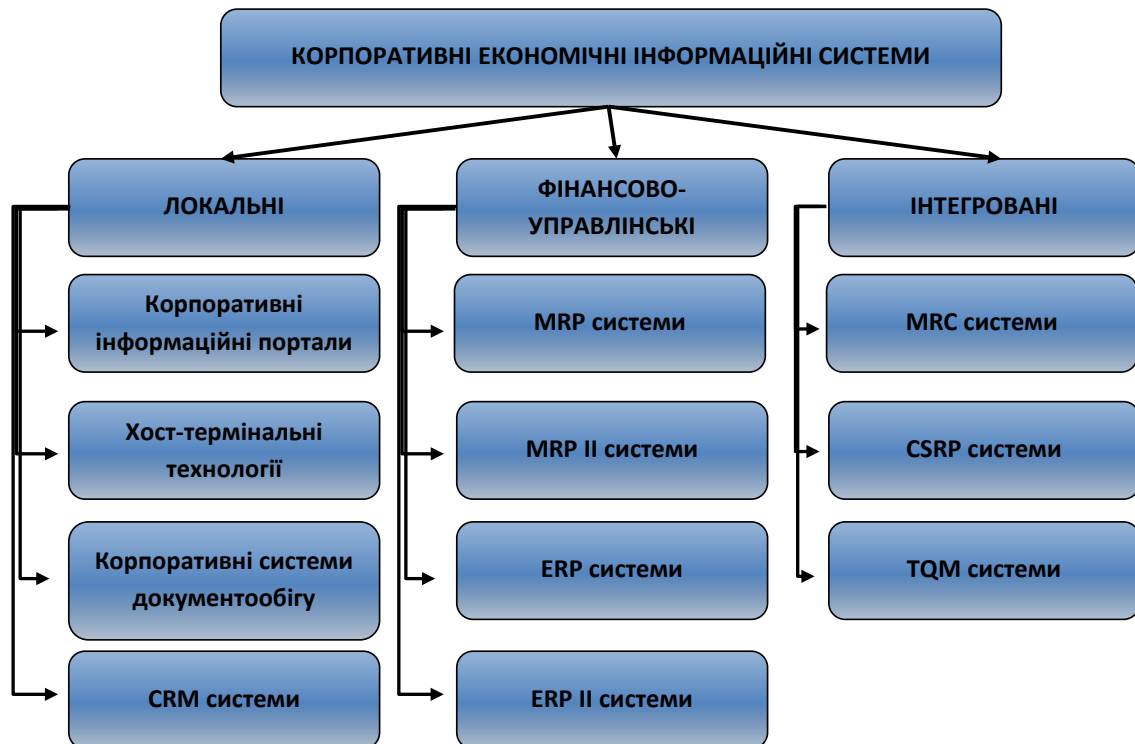 КОРПОРАТИВНІ ЕКОНОМІЧНІ ІНФОРМАЦІЙНІ СИСТЕМИ
ЛОКАЛЬНІ
Корпоративні
інформаційні портали
Хост-термінальні
технології
Корпоративні системи
документообігу
CRM системи
ФІНАНСОВО-
УПРАВЛІНСЬКІ
MRP системи
MRP II системи
ERP системи
ERP II системи
ІНТЕГРОВАНІ
MRC системи
CSRP системи
TQM системи